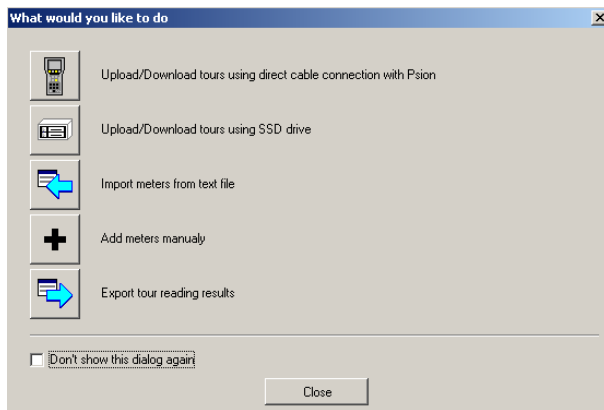 What would you like to do
Upload/Download tours using direct cable connection with Psion
Upload/Download tours using SSD drive
Import meters from text file
Add meters manualy
Export tour reading results
Don't show this dialog again
Close